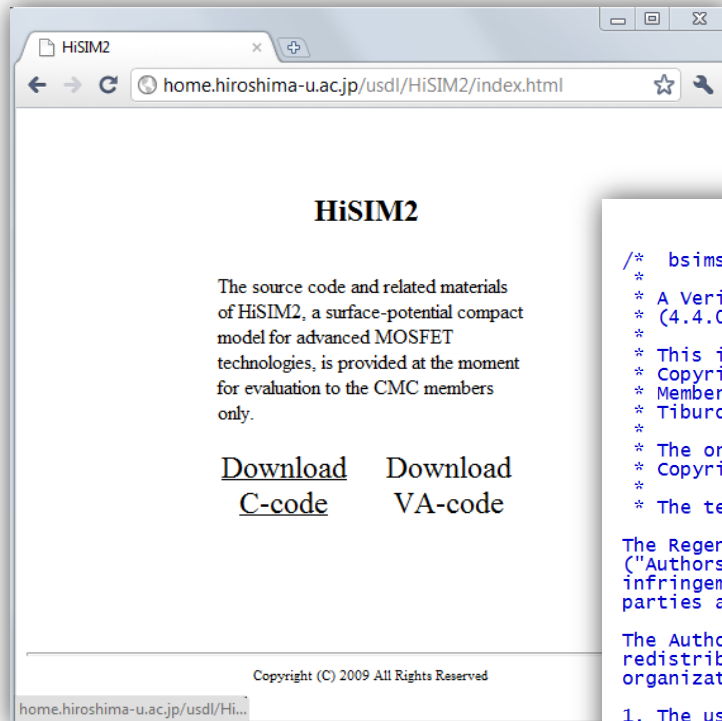 HiSIM2
home.hiroshima-u.ac.jp/usdl/HiSIM2/index.html
HiSIM2
The source code and related materials
of HiSIM2, a surface-potential compact
model for advanced MOSFET
technologies, is provided at the moment
for evaluation to the CMC members
only.
Download Download
C-code VA-code
Copyright (C) 2009 All Rights Reserved
home.hiroshima-u.ac.jp/usdl/Hi...
/* bsims
*
* A Veri
* (4.4.0
*
* This i
* Copyri
* Member
* Tiburo
*
* The or
* Copyri
*
* The te
The Regen
("Authors
infringem
parties a
The Autho
redistrib
organizat
1. The us